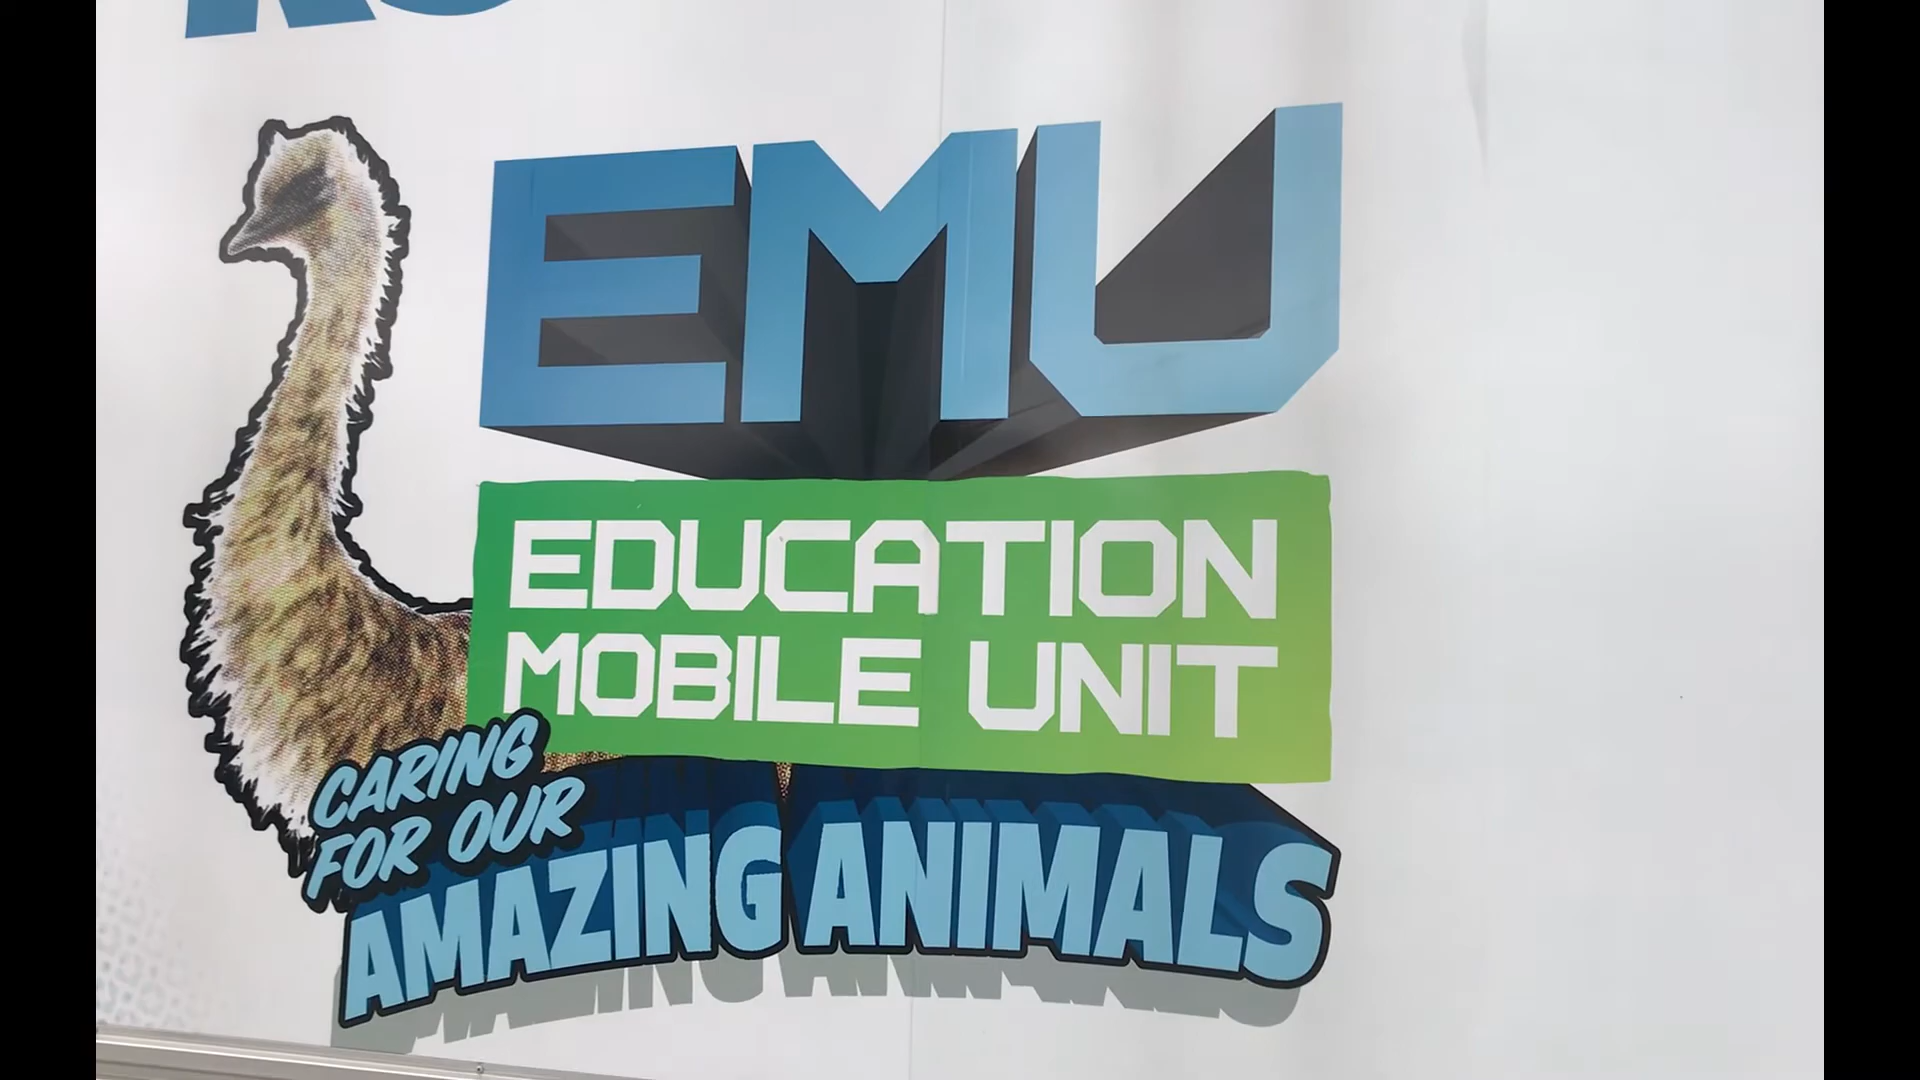 EMU
EDUCATION
MOBILE UNIT
CARING
FOR OUR
AMAZING ANIMALS